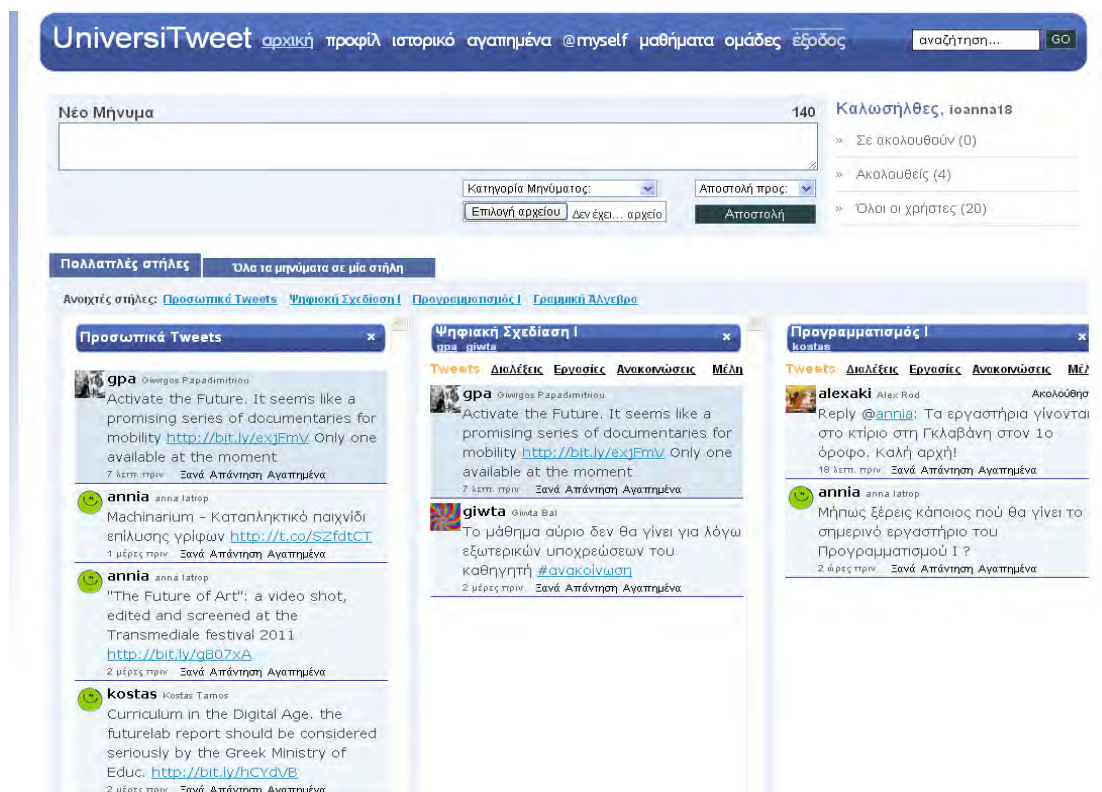 UniversiTweet αρχική προφίλ ιστορικό αγαπημένα @myself μαθήματα ομάδες έξοδος αναζήτηση... GO
Νέο Μήνυμα 140
Καλωσήλθες, ioanna18
» Σε ακολουθούν (0)
» Ακολουθείς (4)
» Όλοι οι χρήστες (20)
Κατηγορία Μηνύματος: Αποστολή προς:
Επιλογή αρχείου Δεν έχει... αρχείο Αποστολή
Πολλαπλές στήλες Όλα τα μηνύματα σε μία στήλη
Ανοιχτές στήλες: Προσωπικά Tweets Ψηφιακή Σχεδίαση Ι Προγραμματισμός Ι Γραμμική Άλγεβρα
Προσωπικά Tweets x
gpa Giwrgos Papadimitriou
Activate the Future. It seems like a
promising series of documentaries for
mobility http://bit.ly/exjFmV Only one
available at the moment
7 λεπ. πριν Ξανά Απάντηση Αγαπημένα
annia anna Iatrop
Machinarium – Καταπληκτικό παιχνίδι
επίλυσης γρίφων http://t.co/SZfdtCT
1 μέρες πριν Ξανά Απάντηση Αγαπημένα
annia anna Iatrop
"The Future of Art": a video shot,
edited and screened at the
Transmediale festival 2011
http://bit.ly/g807xA
2 μέρες πριν Ξανά Απάντηση Αγαπημένα
kostas Kostas Tamos
Curriculum in the Digital Age. the
futurelab report should be considered
seriously by the Greek Ministry of
Educ. http://bit.ly/hCYdVB
2 μέρες πριν Ξανά Απάντηση Αγαπημένα
Ψηφιακή Σχεδίαση Ι x
gpa giwta
Tweets Διαλέξεις Εργασίες Ανακοινώσεις Μέλη
gpa Giwrgos Papadimitriou
Activate the Future. It seems like a
promising series of documentaries for
mobility http://bit.ly/exjFmV Only one
available at the moment
7 λεπτ. πριν Ξανά Απάντηση Αγαπημένα
giwta Giwta Bal
Το μάθημα αύριο δεν θα γίνει για λόγω
εξωτερικών υποχρεώσεων του
καθηγητή #ανακοίνωση
2 μέρες πριν Ξανά Απάντηση Αγαπημένα
Προγραμματισμός Ι x
kostas
Tweets Διαλέξεις Εργασίες Ανακοινώσεις Μέλ
alexaki Alex Rod Ακολούθησ
Reply @annia: Τα εργαστήρια γίνονται
στο κτίριο στη Γκλαβάνη στον 1ο
όροφο. Καλή αρχή!
18 λεπτ. πριν Ξανά Απάντηση Αγαπημένα
annia anna Iatrop
Μήπως ξέρεις κάποιος πού θα γίνει το
σημερινό εργαστήριο του
Προγραμματισμού Ι ?
2 ώρες πριν Ξανά Απάντηση Αγαπημένα